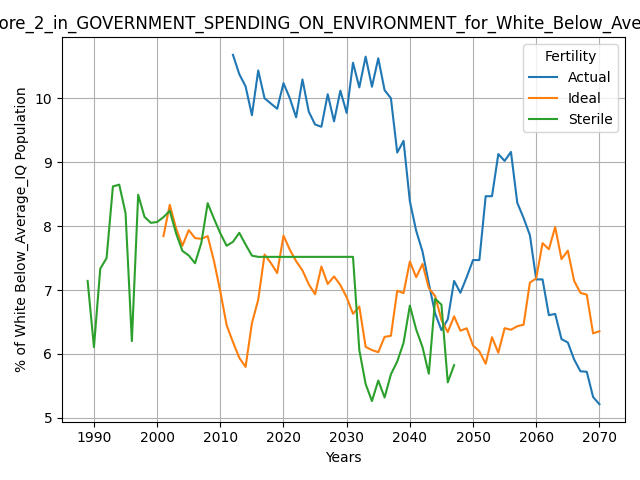 ore_2_in_GOVERNMENT_SPENDING_ON_ENVIRONMENT_for_White_Below_Ave
Fertility
Actual
Ideal
Sterile
% of White Below_Average_IQ Population
10
9
8
7
6
5
1990 2000 2010 2020 2030 2040 2050 2060 2070
Years